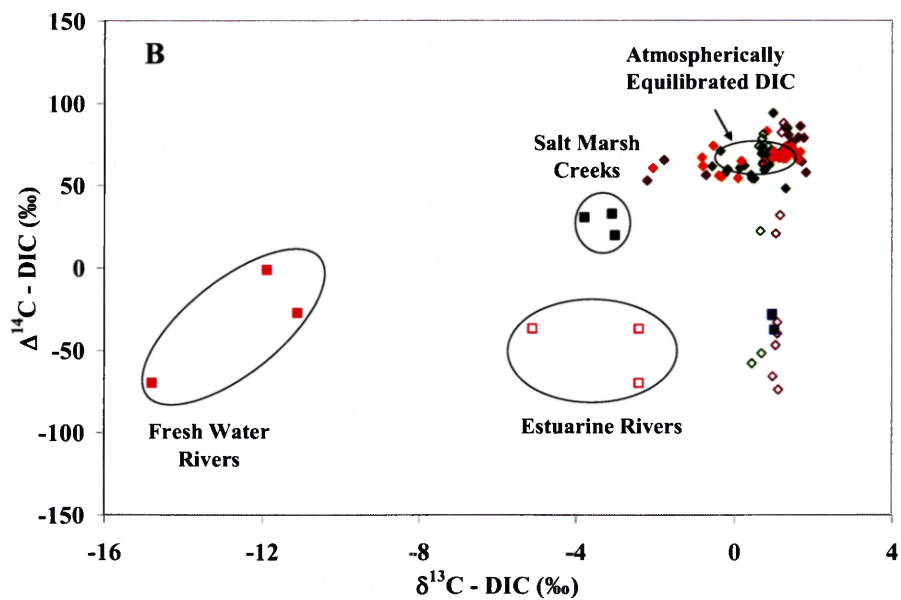 150
B
Atmospherically
Equilibrated DIC
100
Salt Marsh
Creeks
50
0
-50
Fresh Water
Rivers
Estuarine Rivers
-100
-150
-16
-12
-8
-4
0
4
Δ¹⁴C - DIC (‰)
δ¹³C - DIC (‰)